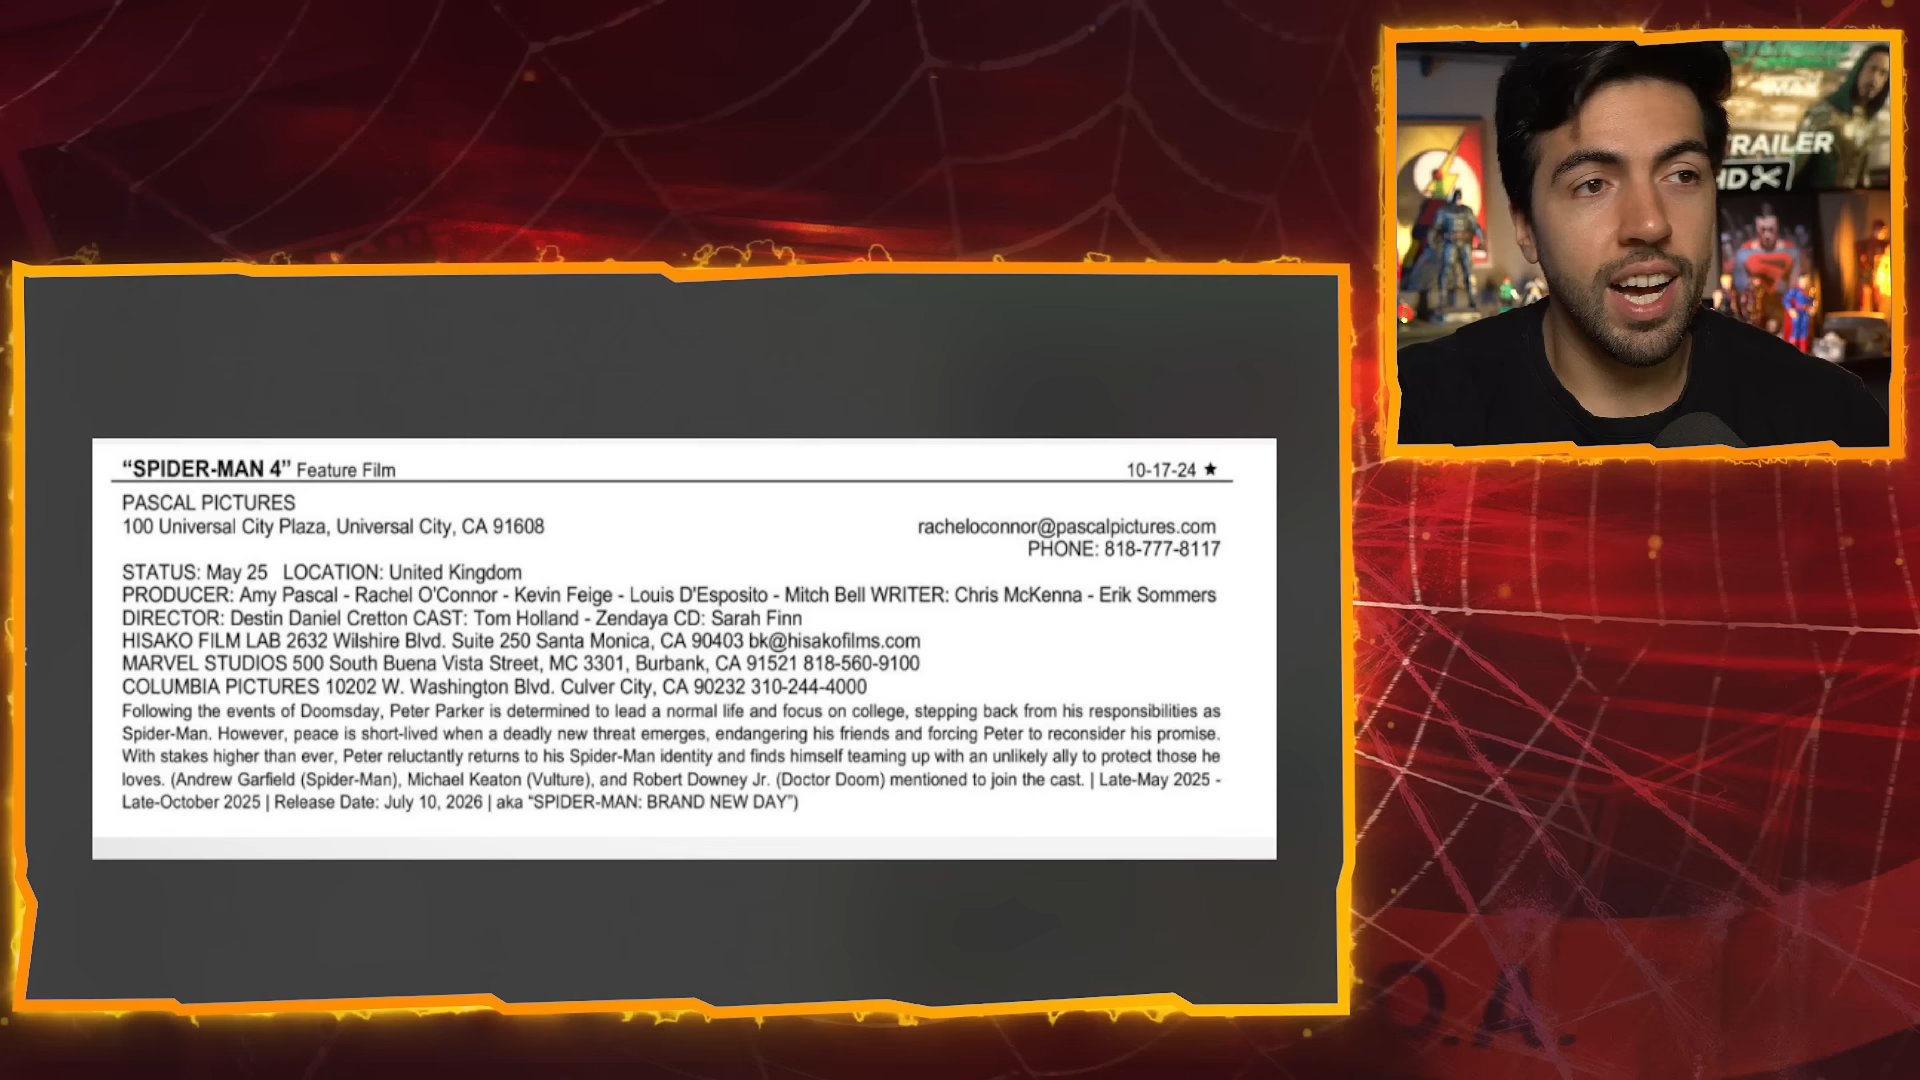 TRAILER
HD
“SPIDER-MAN 4” Feature Film 10-17-24 ★
PASCAL PICTURES
100 Universal City Plaza, Universal City, CA 91608 racheloconnor@pascalpictures.com
PHONE: 818-777-8117
STATUS: May 25 LOCATION: United Kingdom
PRODUCER: Amy Pascal - Rachel O'Connor - Kevin Feige - Louis D'Esposito - Mitch Bell WRITER: Chris McKenna - Erik Sommers
DIRECTOR: Destin Daniel Cretton CAST: Tom Holland - Zendaya CD: Sarah Finn
HISAKO FILM LAB 2632 Wilshire Blvd. Suite 250 Santa Monica, CA 90403 bk@hisakofilms.com
MARVEL STUDIOS 500 South Buena Vista Street, MC 3301, Burbank, CA 91521 818-560-9100
COLUMBIA PICTURES 10202 W. Washington Blvd. Culver City, CA 90232 310-244-4000
Following the events of Doomsday, Peter Parker is determined to lead a normal life and focus on college, stepping back from his responsibilities as
Spider-Man. However, peace is short-lived when a deadly new threat emerges, endangering his friends and forcing Peter to reconsider his promise.
With stakes higher than ever, Peter reluctantly returns to his Spider-Man identity and finds himself teaming up with an unlikely ally to protect those he
loves. (Andrew Garfield (Spider-Man), Michael Keaton (Vulture), and Robert Downey Jr. (Doctor Doom) mentioned to join the cast. | Late-May 2025 -
Late-October 2025 | Release Date: July 10, 2026 | aka “SPIDER-MAN: BRAND NEW DAY”)
O.A.